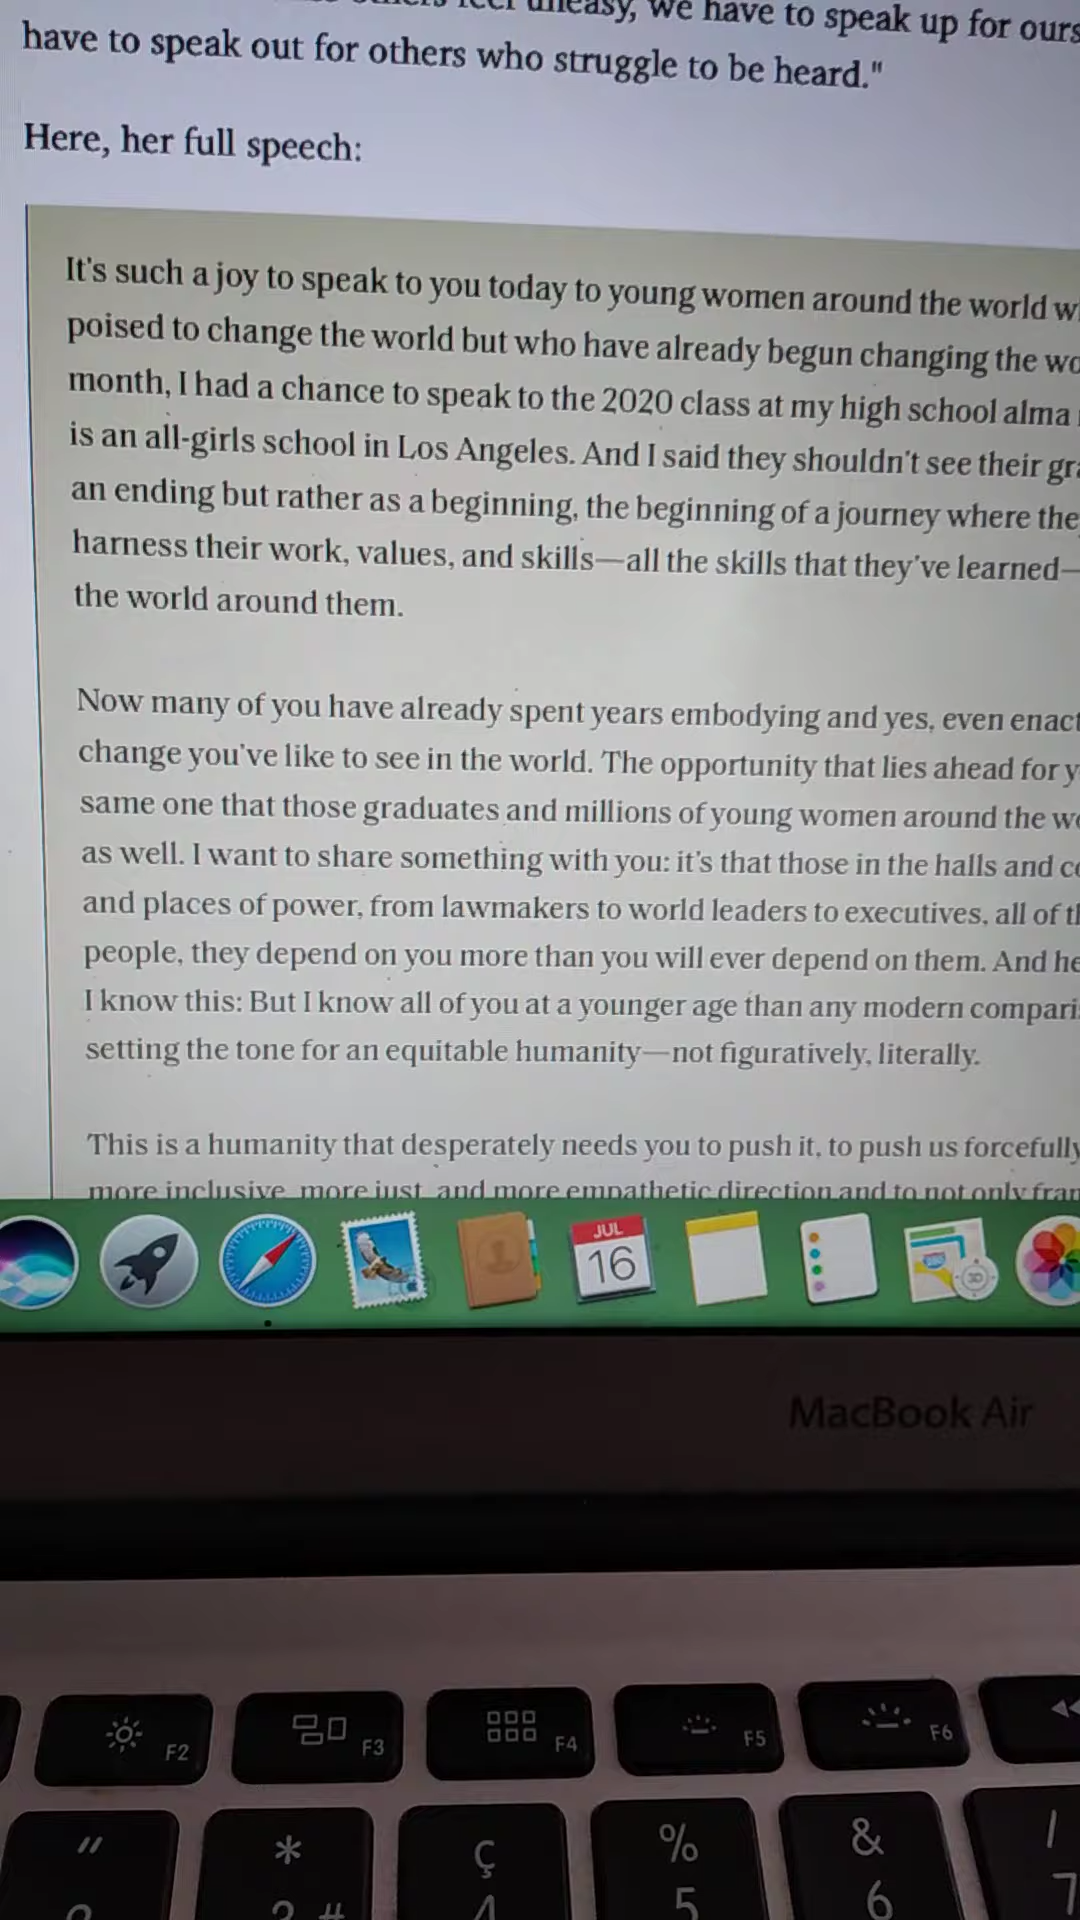 uneasy, we have to speak up for ours
have to speak out for others who struggle to be heard."
Here, her full speech:
It's such a joy to speak to you today to young women around the world w
poised to change the world but who have already begun changing the wo
month, I had a chance to speak to the 2020 class at my high school alma
is an all-girls school in Los Angeles. And I said they shouldn't see their gra
an ending but rather as a beginning, the beginning of a journey where the
harness their work, values, and skills—all the skills that they've learned—
the world around them.
Now many of you have already spent years embodying and yes, even enact
change you've like to see in the world. The opportunity that lies ahead for y
same one that those graduates and millions of young women around the wo
as well. I want to share something with you: it's that those in the halls and co
and places of power, from lawmakers to world leaders to executives, all of th
people, they depend on you more than you will ever depend on them. And he
I know this: But I know all of you at a younger age than any modern comparis
setting the tone for an equitable humanity—not figuratively, literally.
This is a humanity that desperately needs you to push it, to push us forcefully
more inclusive, more just, and more empathetic direction and to not only fram
JUL
16
3D
MacBook Air
F2 F3 F4 F5 F6
" * Ç % & /
# 4 5 6 7